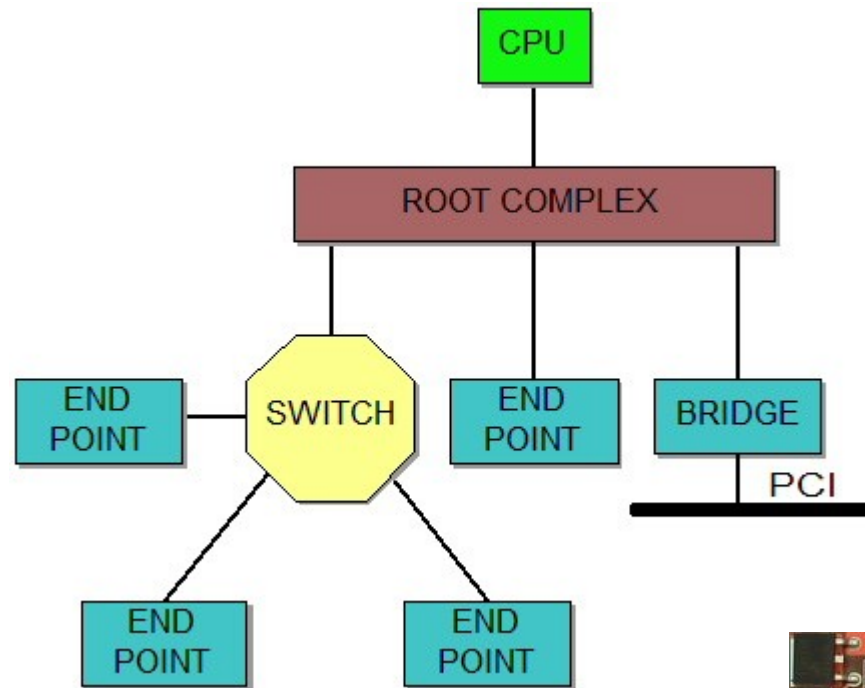 CPU
ROOT COMPLEX
END
POINT
SWITCH
END
POINT
BRIDGE
PCI
END
POINT
END
POINT